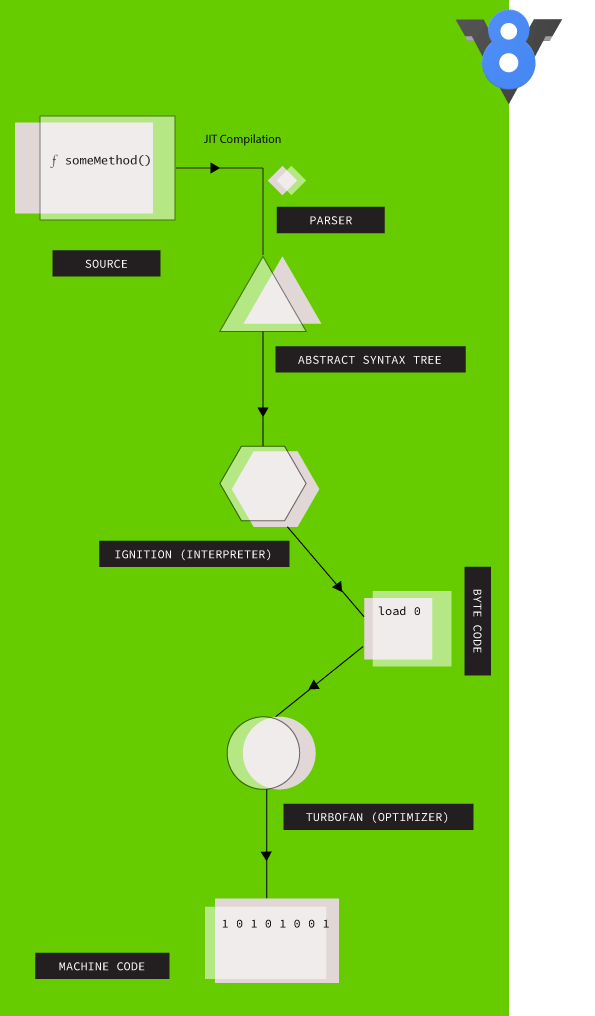 V8
JIT Compilation
ƒ someMethod()
PARSER
SOURCE
ABSTRACT SYNTAX TREE
IGNITION (INTERPRETER)
load 0
BYTE CODE
TURBOFAN (OPTIMIZER)
1 0 1 0 1 0 0 1
MACHINE CODE